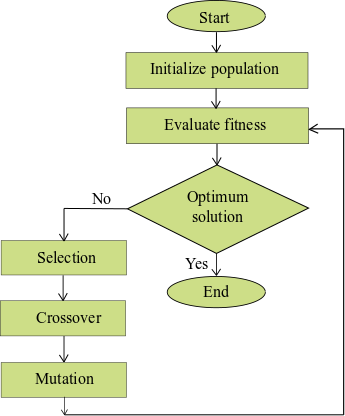 Start
Initialize population
Evaluate fitness
Optimum
solution
No
Yes
Selection
End
Crossover
Mutation